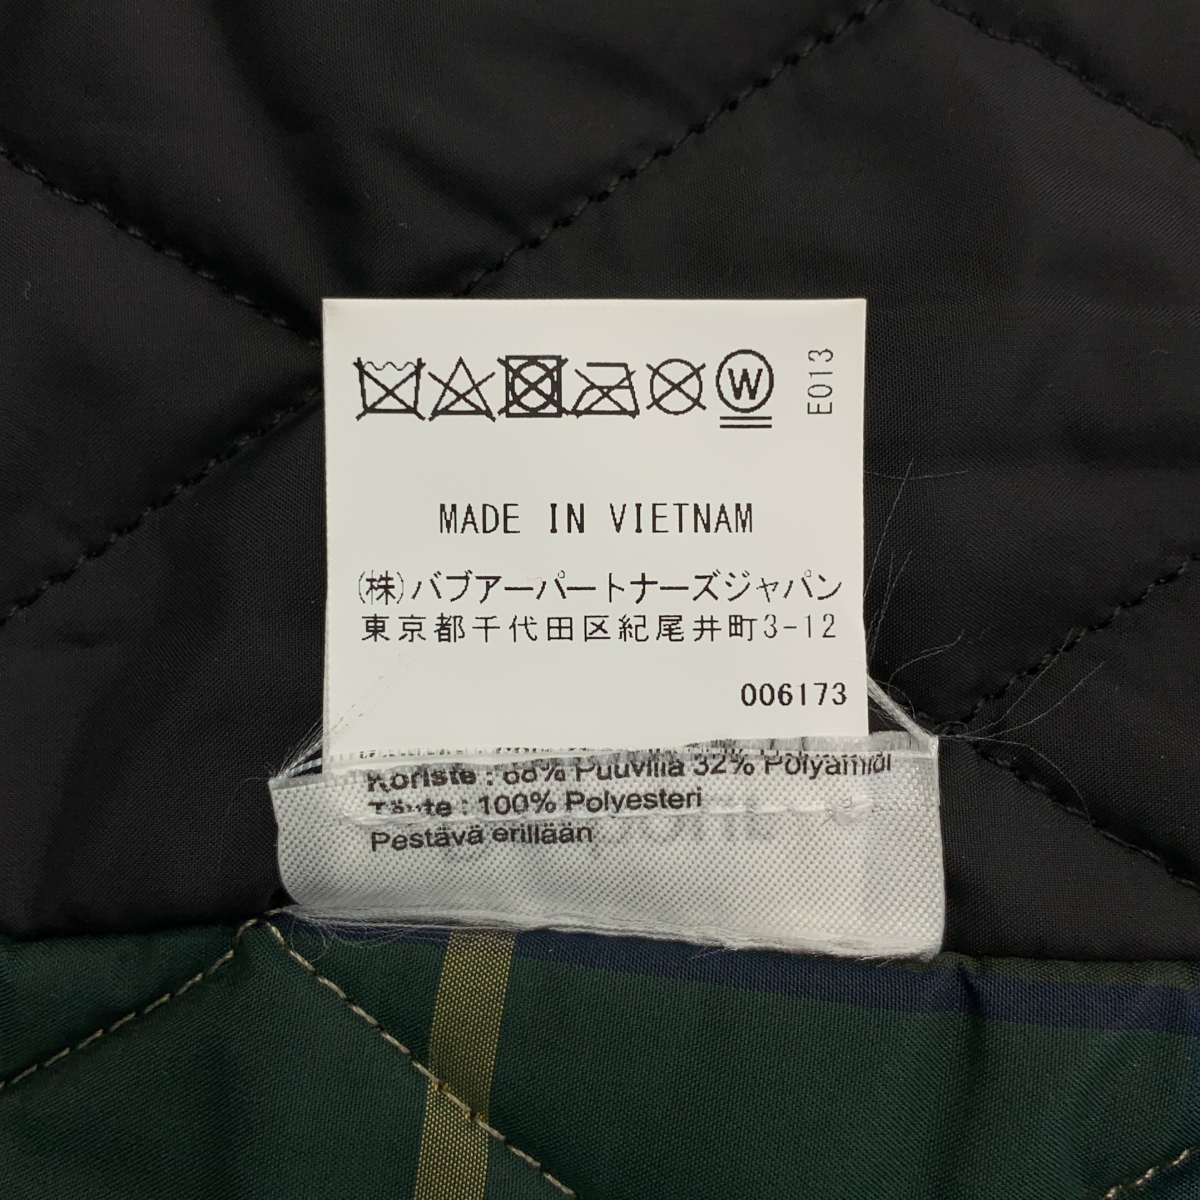 E013
W
MADE IN VIETNAM
(株)バブアーパートナーズジャパン
東京都千代田区紀尾井町3-12
006173
Koriste : 68% Puuvilla 32% Polyamidi
Täyte : 100% Polyesteri
Pestävä erillään